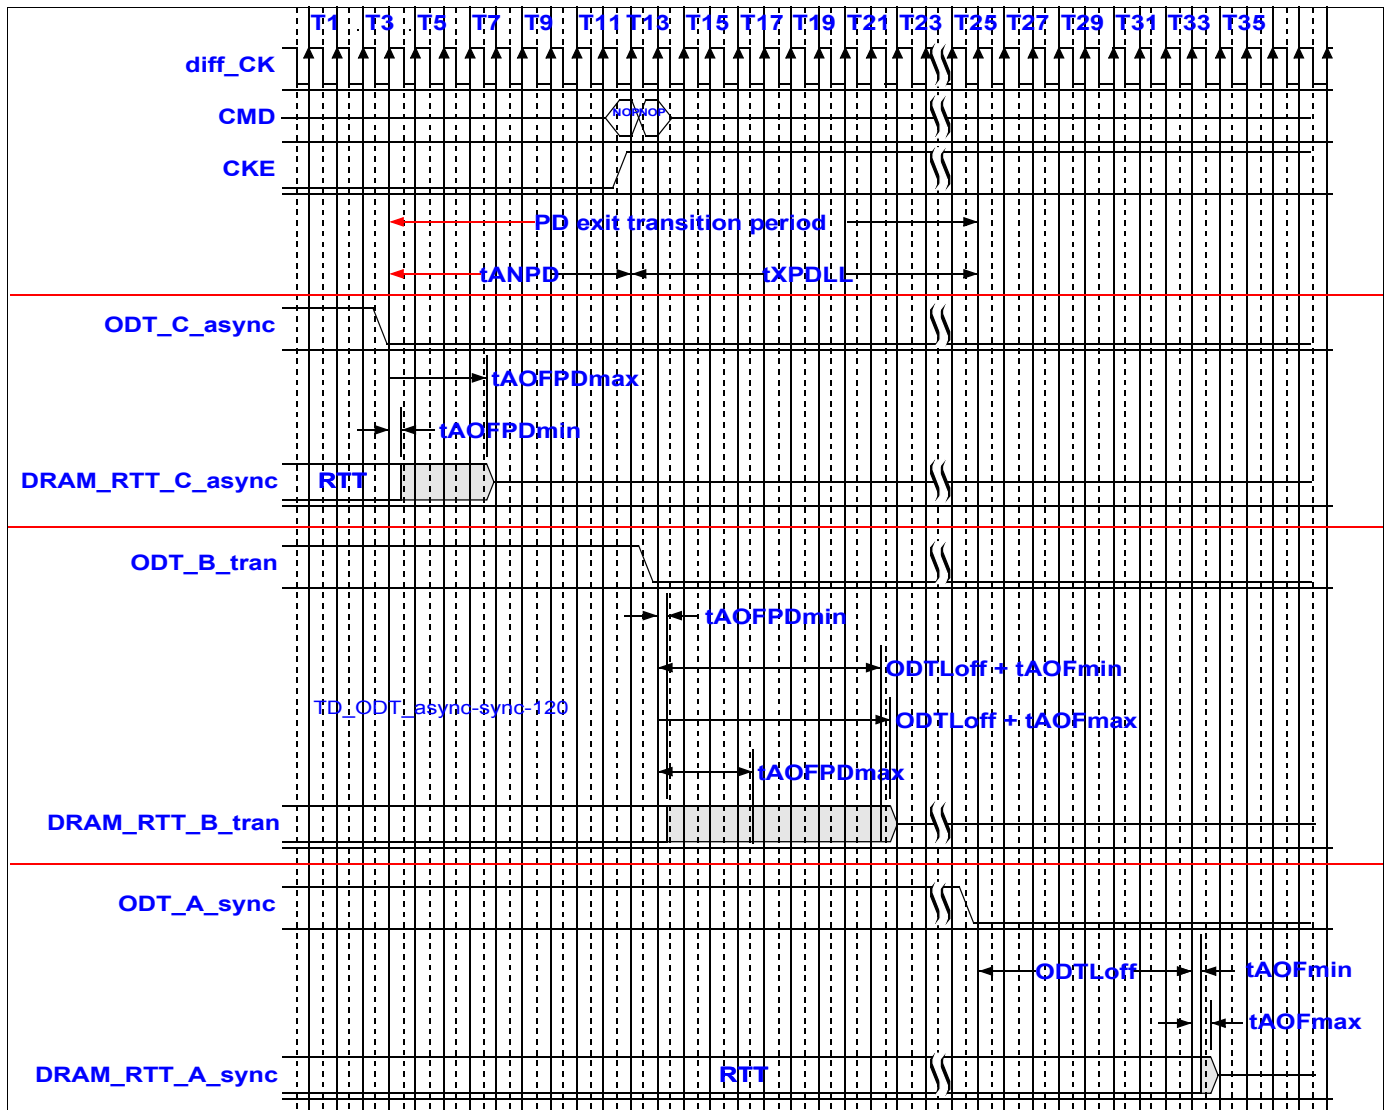 T1 T3 T5 T7 T9 T11 T13 T15 T17 T19 T21 T23 T25 T27 T29 T31 T33 T35
diff_CK
CMD NOP NOP
CKE
PD exit transition period
tANPD tXPDLL
ODT_C_async
tAOFPDmax
tAOFPDmin
DRAM_RTT_C_async RTT
ODT_B_tran
tAOFPDmin
ODTLoff + tAOFmin
TD_ODT_async-sync-120
ODTLoff + tAOFmax
tAOFPDmax
DRAM_RTT_B_tran
ODT_A_sync
ODTLoff tAOFmin
tAOFmax
DRAM_RTT_A_sync RTT